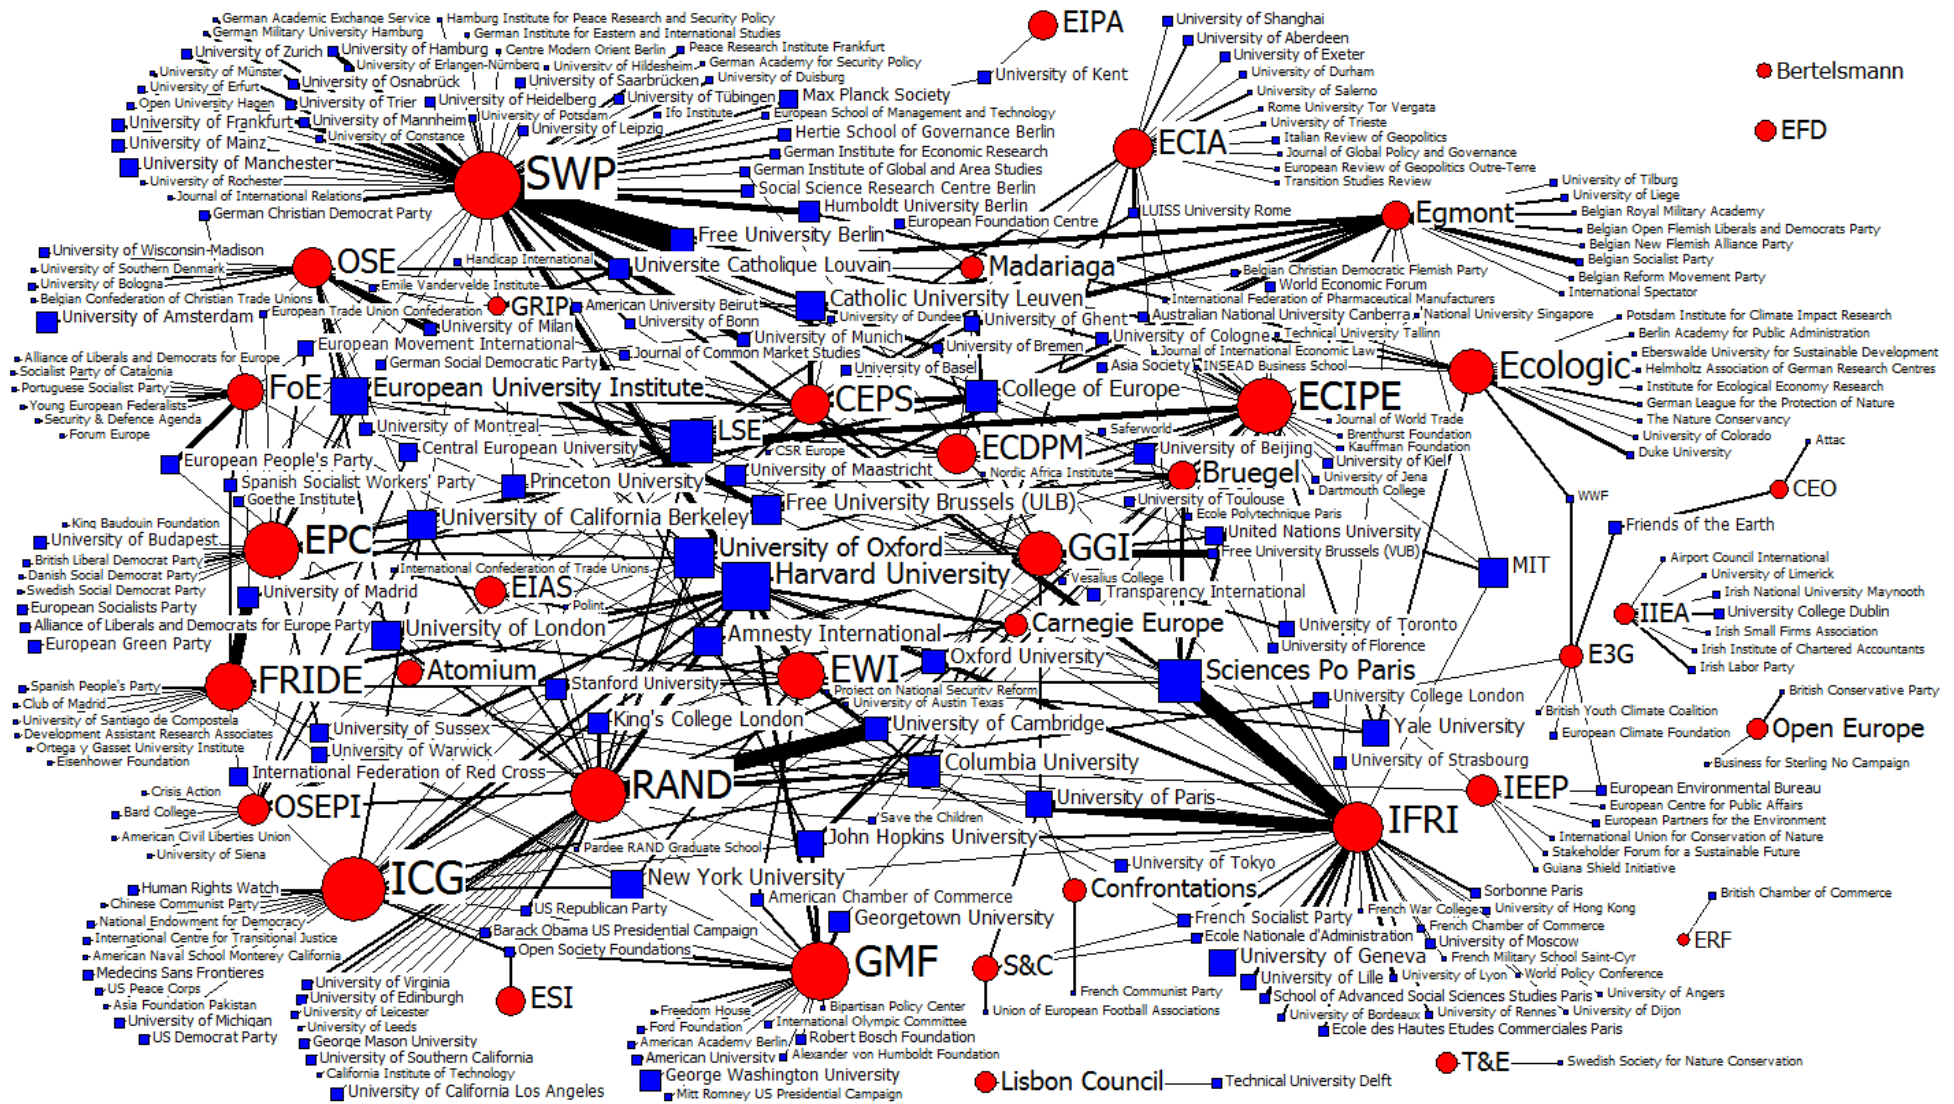 German Academic Exchange Service
Hamburg Institute for Peace Research and Security Policy
EIPA
University of Shanghai
German Military University Hamburg
German Institute for Eastern and International Studies
University of Aberdeen
University of Zurich
University of Hamburg
Centre Modern Orient Berlin
Peace Research Institute Frankfurt
University of Exeter
University of Erlangen-Nürnberg
University of Hildesheim
German Academy for Security Policy
University of Münster
University of Osnabrück
University of Saarbrücken
University of Duisburg
University of Kent
University of Durham
Bertelsmann
University of Erfurt
University of Salerno
Open University Hagen
University of Trier
University of Heidelberg
University of Tübingen
Max Planck Society
Rome University Tor Vergata
University of Frankfurt
University of Mannheim
University of Potsdam
Ifo Institute
European School of Management and Technology
University of Trieste
EFD
University of Constance
University of Leipzig
Hertie School of Governance Berlin
Italian Review of Geopolitics
University of Mainz
German Institute for Economic Research
ECIA
Journal of Global Policy and Governance
University of Manchester
SWP
German Institute of Global and Area Studies
European Review of Geopolitics Outre-Terre
University of Rochester
Social Science Research Centre Berlin
Transition Studies Review
University of Tilburg
Journal of International Relations
Humboldt University Berlin
LUISS University Rome
University of Liege
German Christian Democrat Party
European Foundation Centre
Egmont
Belgian Royal Military Academy
Free University Berlin
Belgian Open Flemish Liberals and Democrats Party
University of Wisconsin-Madison
Belgian New Flemish Alliance Party
OSE
Handicap International
Universite Catholique Louvain
Madariaga
Belgian Socialist Party
University of Southern Denmark
Belgian Christian Democratic Flemish Party
Belgian Reform Movement Party
University of Bologna
Emile Vandervelde Institute
World Economic Forum
International Spectator
Belgian Confederation of Christian Trade Unions
GRIP
American University Beirut
Catholic University Leuven
International Federation of Pharmaceutical Manufacturers
European Trade Union Confederation
University of Dundee
University of Amsterdam
University of Milan
University of Bonn
University of Ghent
Australian National University Canberra
National University Singapore
Potsdam Institute for Climate Impact Research
European Movement International
University of Munich
University of Bremen
University of Cologne
Technical University Tallinn
Berlin Academy for Public Administration
Alliance of Liberals and Democrats for Europe
German Social Democratic Party
Journal of Common Market Studies
Journal of International Economic Law
Eberswalde University for Sustainable Development
Socialist Party of Catalonia
University of Basel
Asia Society
INSEAD Business School
Ecologic
Helmholtz Association of German Research Centres
Portuguese Socialist Party
FoE
European University Institute
CEPS
College of Europe
ECIPE
Institute for Ecological Economy Research
Young European Federalists
German League for the Protection of Nature
Security & Defence Agenda
University of Montreal
LSE
Saferworld
Journal of World Trade
The Nature Conservancy
Forum Europe
Brenthurst Foundation
University of Colorado
Attac
Central European University
CSR Europe
ECDPM
University of Beijing
Kauffman Foundation
Duke University
European People's Party
University of Maastricht
Nordic Africa Institute
Bruegel
University of Kiel
Spanish Socialist Workers' Party
Princeton University
University of Jena
CEO
Goethe Institute
Free University Brussels (ULB)
University of Toulouse
Dartmouth College
WWF
King Baudouin Foundation
University of California Berkeley
Ecole Polytechnique Paris
Friends of the Earth
University of Budapest
EPC
University of Oxford
GGI
United Nations University
British Liberal Democrat Party
International Confederation of Trade Unions
Free University Brussels (VUB)
MIT
Airport Council International
Danish Social Democrat Party
EIAS
Harvard University
Vesalius College
University of Limerick
Swedish Social Democrat Party
University of Madrid
Polint
Transparency International
Irish National University Maynooth
European Socialists Party
IIEA
University College Dublin
Alliance of Liberals and Democrats for Europe Party
University of London
Amnesty International
Carnegie Europe
University of Toronto
Irish Small Firms Association
European Green Party
University of Florence
Irish Institute of Chartered Accountants
FRIDE
Atomium
EWI
Oxford University
Sciences Po Paris
E3G
Irish Labor Party
Spanish People's Party
Stanford University
Project on National Security Reform
University College London
British Conservative Party
Club of Madrid
University of Austin Texas
British Youth Climate Coalition
University of Santiago de Compostela
King's College London
University of Cambridge
Yale University
Open Europe
Development Assistant Research Associates
University of Sussex
European Climate Foundation
Ortega y Gasset University Institute
University of Warwick
Columbia University
University of Strasbourg
Business for Sterling No Campaign
Eisenhower Foundation
International Federation of Red Cross
RAND
IEEP
European Environmental Bureau
Crisis Action
OSEPI
University of Paris
European Centre for Public Affairs
Bard College
Save the Children
IFRI
European Partners for the Environment
American Civil Liberties Union
Pardee RAND Graduate School
John Hopkins University
International Union for Conservation of Nature
University of Siena
Stakeholder Forum for a Sustainable Future
ICG
New York University
University of Tokyo
Guiana Shield Initiative
Human Rights Watch
American Chamber of Commerce
Confrontations
Sorbonne Paris
British Chamber of Commerce
Chinese Communist Party
US Republican Party
Georgetown University
French Socialist Party
French War College
University of Hong Kong
National Endowment for Democracy
Barack Obama US Presidential Campaign
Ecole Nationale d'Administration
French Chamber of Commerce
ERF
International Centre for Transitional Justice
Open Society Foundations
University of Moscow
American Naval School Monterey California
GMF
S&C
University of Geneva
French Military School Saint-Cyr
Medecins Sans Frontieres
University of Virginia
University of Lille
University of Lyon
World Policy Conference
US Peace Corps
University of Edinburgh
ESI
French Communist Party
School of Advanced Social Sciences Studies Paris
University of Angers
Asia Foundation Pakistan
University of Leicester
Freedom House
Bipartisan Policy Center
Union of European Football Associations
University of Bordeaux
University of Rennes
University of Dijon
University of Michigan
University of Leeds
Ford Foundation
International Olympic Committee
Ecole des Hautes Etudes Commerciales Paris
US Democrat Party
George Mason University
American Academy Berlin
Robert Bosch Foundation
University of Southern California
American University
Alexander von Humboldt Foundation
T&E
Swedish Society for Nature Conservation
California Institute of Technology
George Washington University
Lisbon Council
Technical University Delft
University of California Los Angeles
Mitt Romney US Presidential Campaign